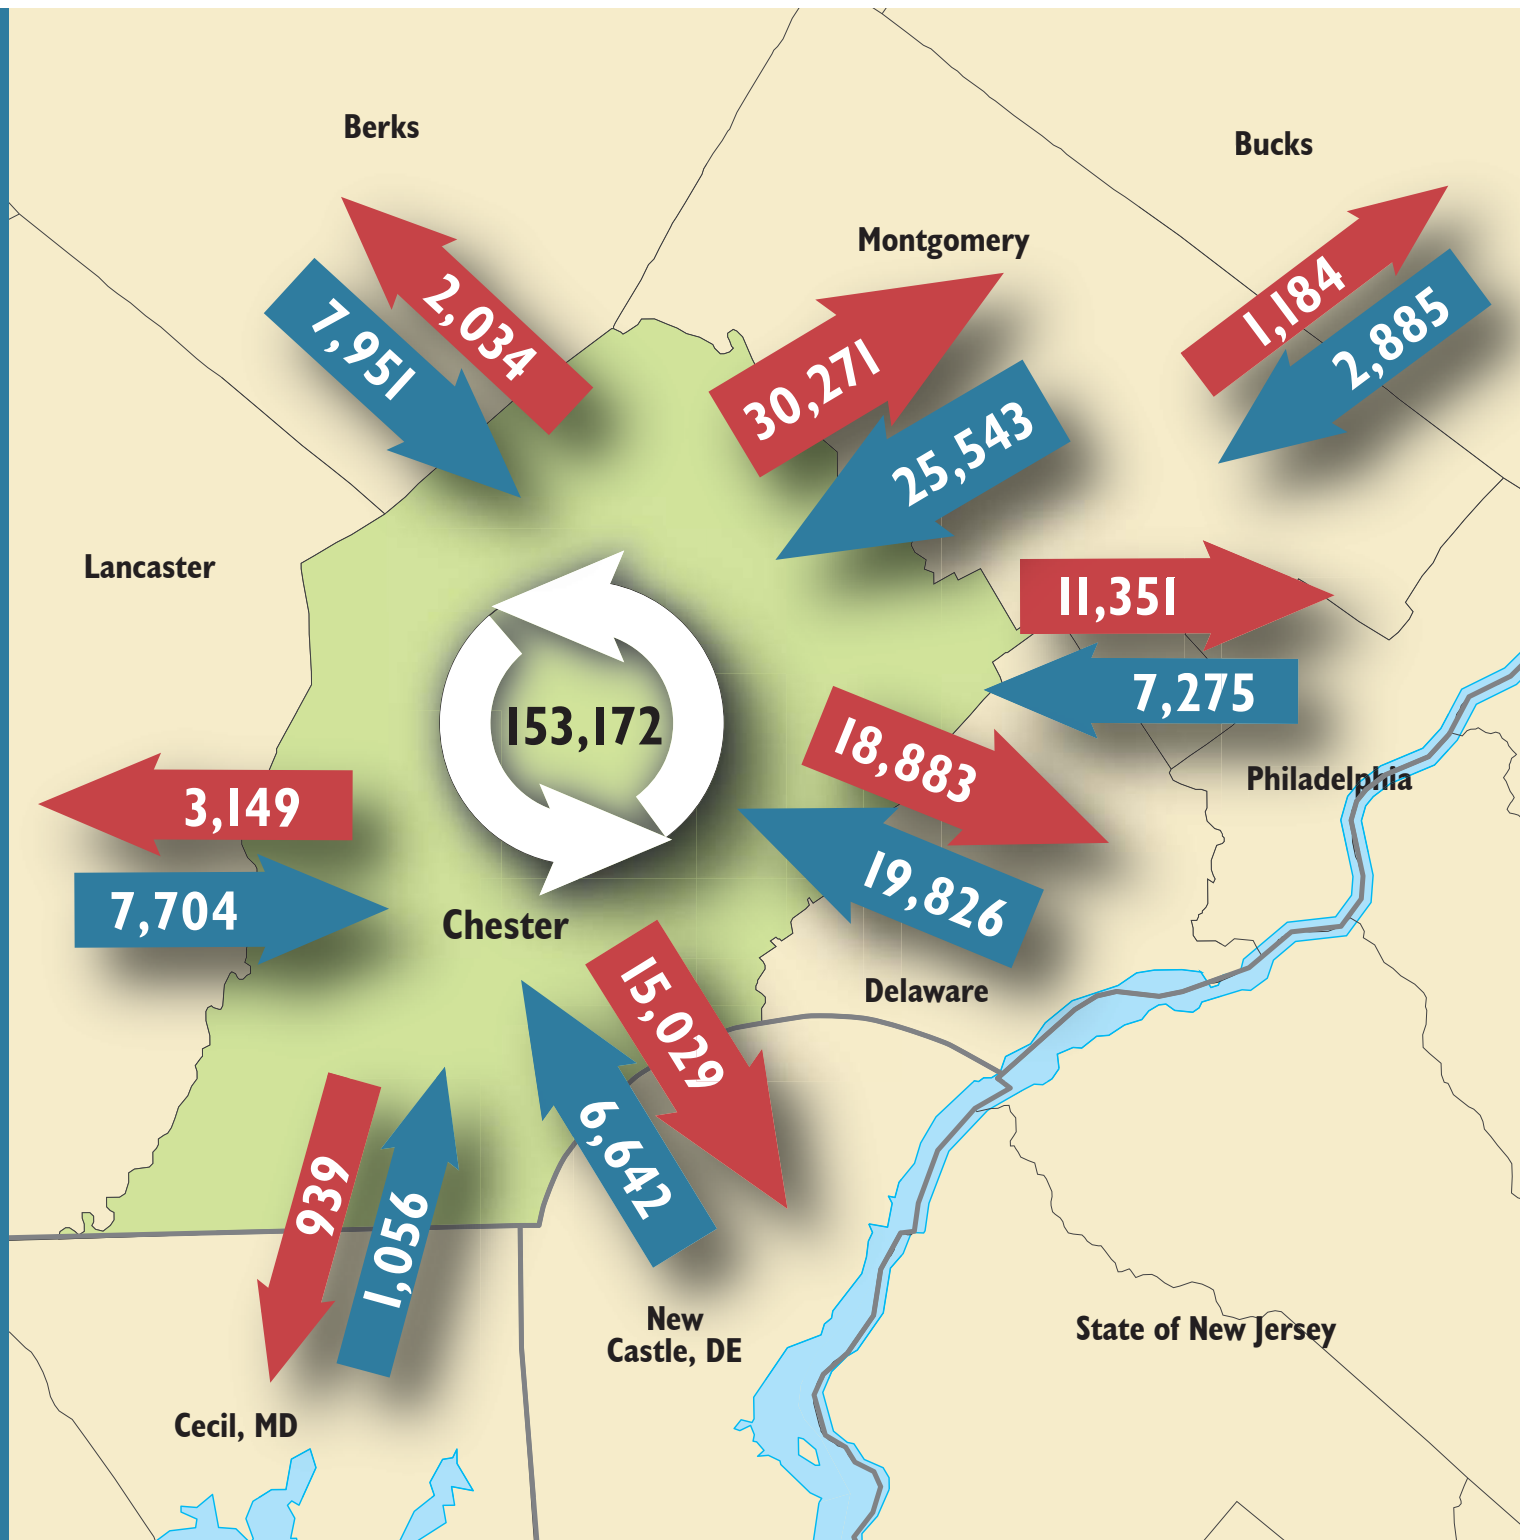 Berks
Bucks
Montgomery
2,034
7,951
30,271
25,543
1,184
2,885
Lancaster
11,351
7,275
153,172
18,883
19,826
Philadelphia
3,149
7,704
Chester
Delaware
15,029
6,642
939
1,056
New
Castle, DE
State of New Jersey
Cecil, MD